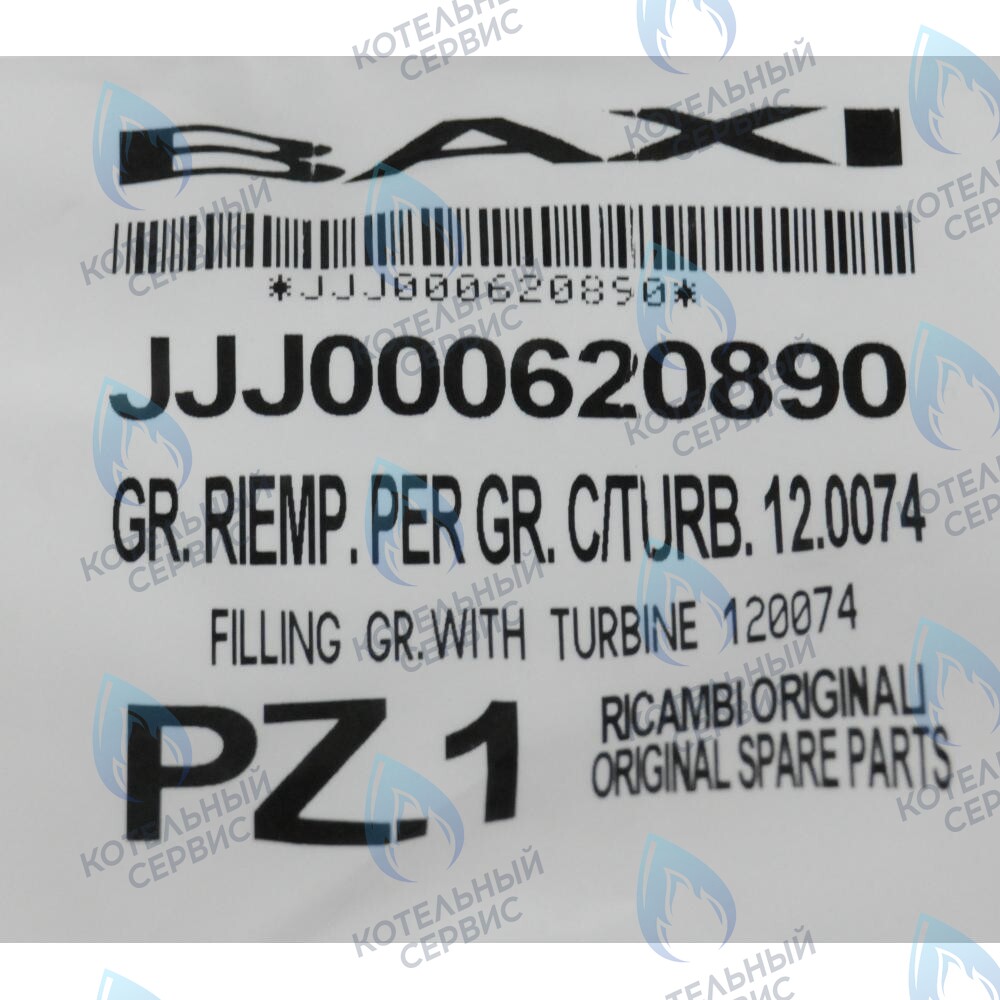 BAXI
*JJJ000620890*
JJJ000620890
GR. RIEMP. PER GR. C/TURB. 12.0074
FILLING GR.WITH TURBINE 120074
PZ.1
RICAMBI ORIGINALI
ORIGINAL SPARE PARTS
КОТЕЛЬНЫЙ
СЕРВИС